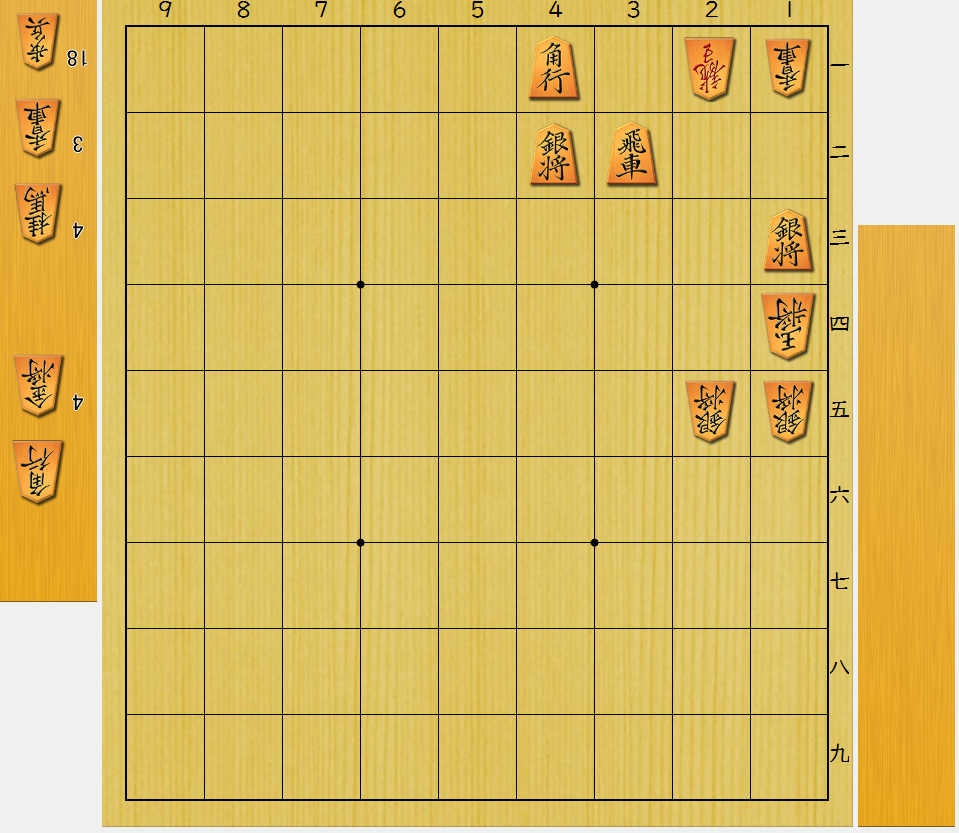 9 8 7 6 5 4 3 2 1
角行 龍王 香車 一
銀将 飛車 二
銀将 三
玉将 四
銀将 銀将 五
六
七
八
九
歩兵 18
香車 3
桂馬 4
金将 4
角行